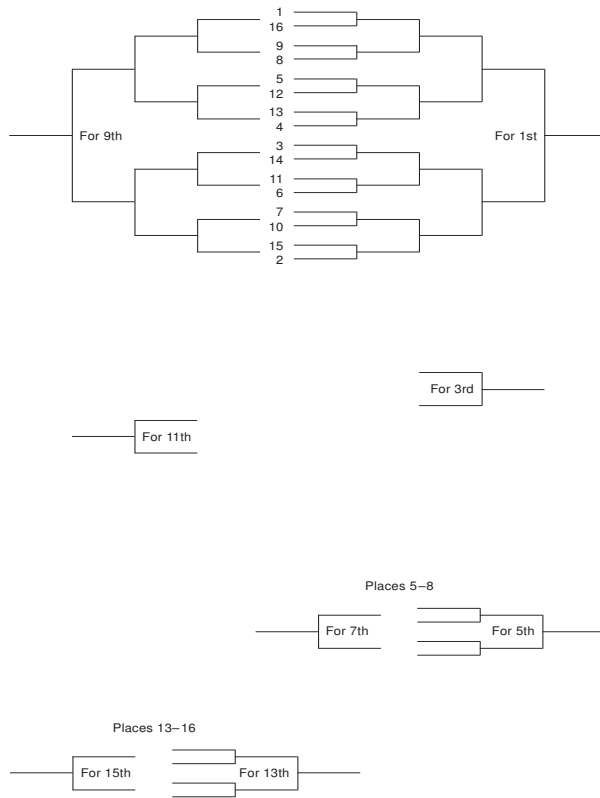 1
16
9
8
5
12
13
4
For 9th
For 1st
3
14
11
6
7
10
15
2
For 3rd
For 11th
Places 5–8
For 7th
For 5th
Places 13–16
For 15th
For 13th